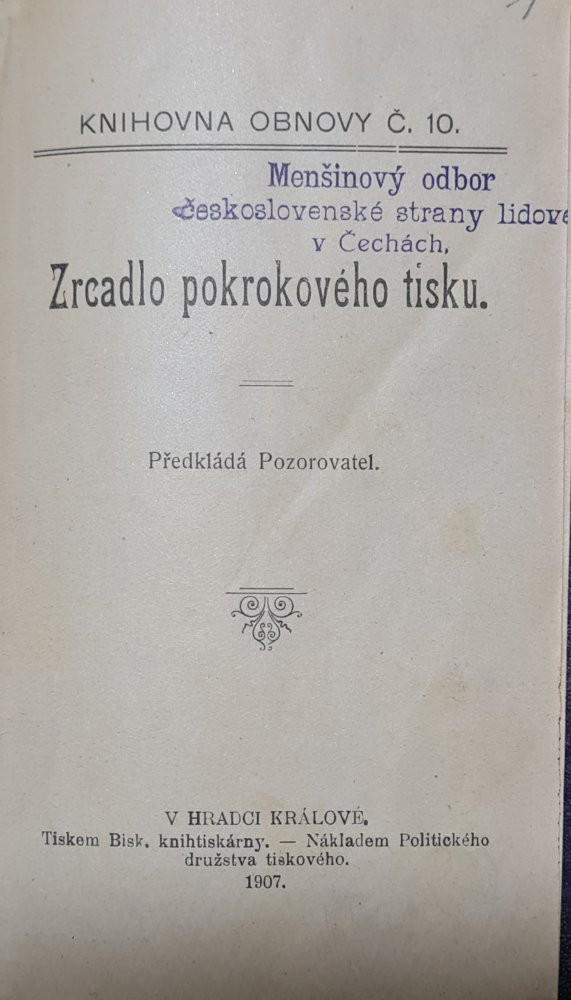 KNIHOVNA OBNOVY Č. 10.
Menšinový odbor
československé strany lidové
v Čechách,
Zrcadlo pokrokového tisku.
Předkládá Pozorovatel.
V HRADCI KRÁLOVÉ.
Tiskem Bisk. knihtiskárny. — Nákladem Politického
družstva tiskového.
1907.